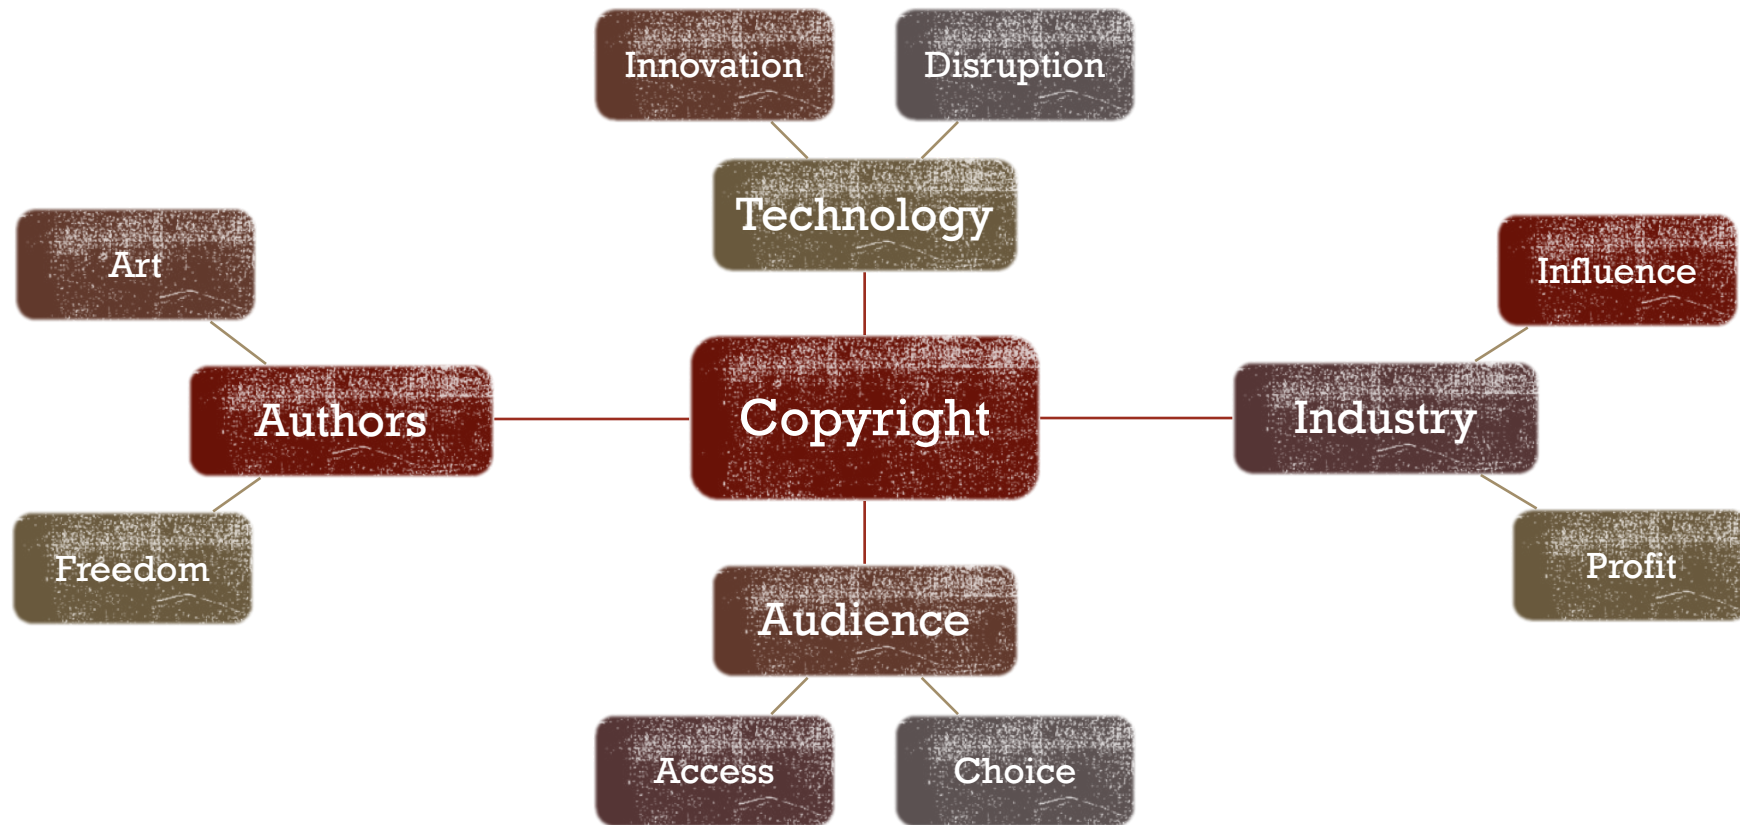 Innovation
Disruption
Technology
Art
Influence
Authors
Copyright
Industry
Freedom
Profit
Audience
Access
Choice